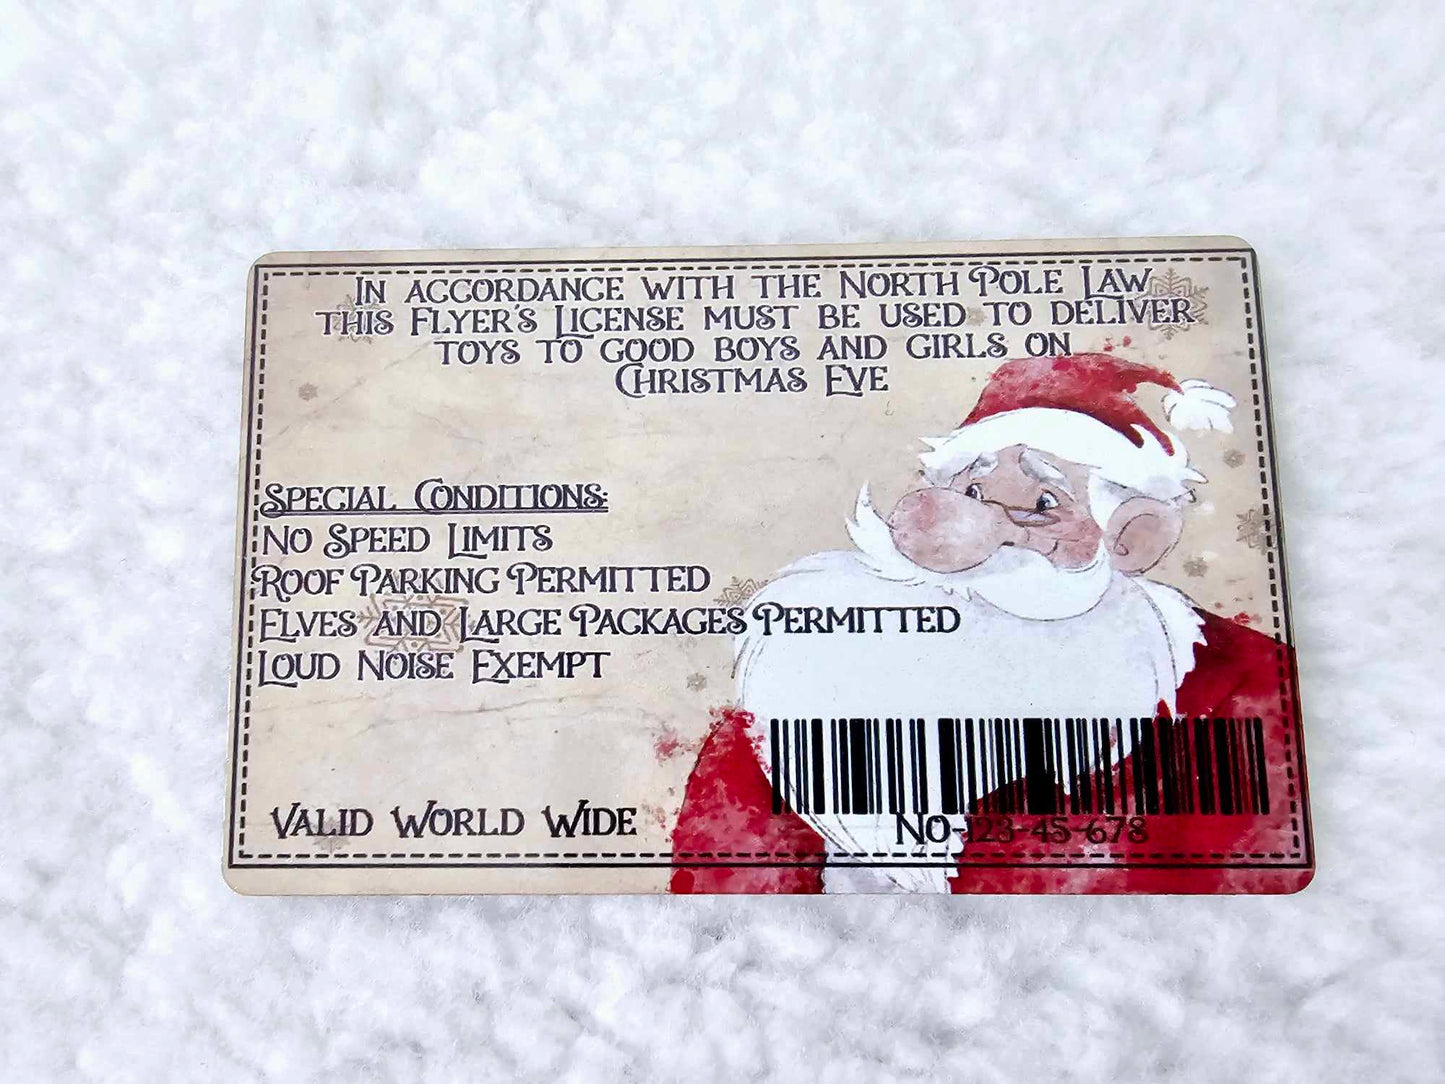 In accordance with the North Pole Law
this Flyer's License must be used to deliver
toys to good boys and girls on
Christmas Eve
Special Conditions:
No Speed Limits
Roof Parking Permitted
Elves and Large Packages Permitted
Loud Noise Exempt
Valid World Wide
NO-123-45-678